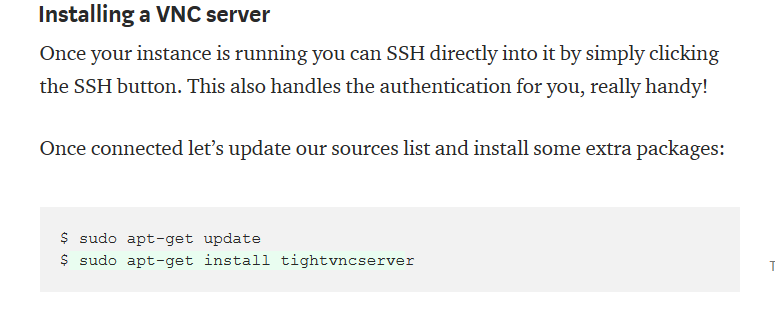 Installing a VNC server
Once your instance is running you can SSH directly into it by simply clicking
the SSH button. This also handles the authentication for you, really handy!
Once connected let’s update our sources list and install some extra packages:
$ sudo apt-get update
$ sudo apt-get install tightvncserver
T